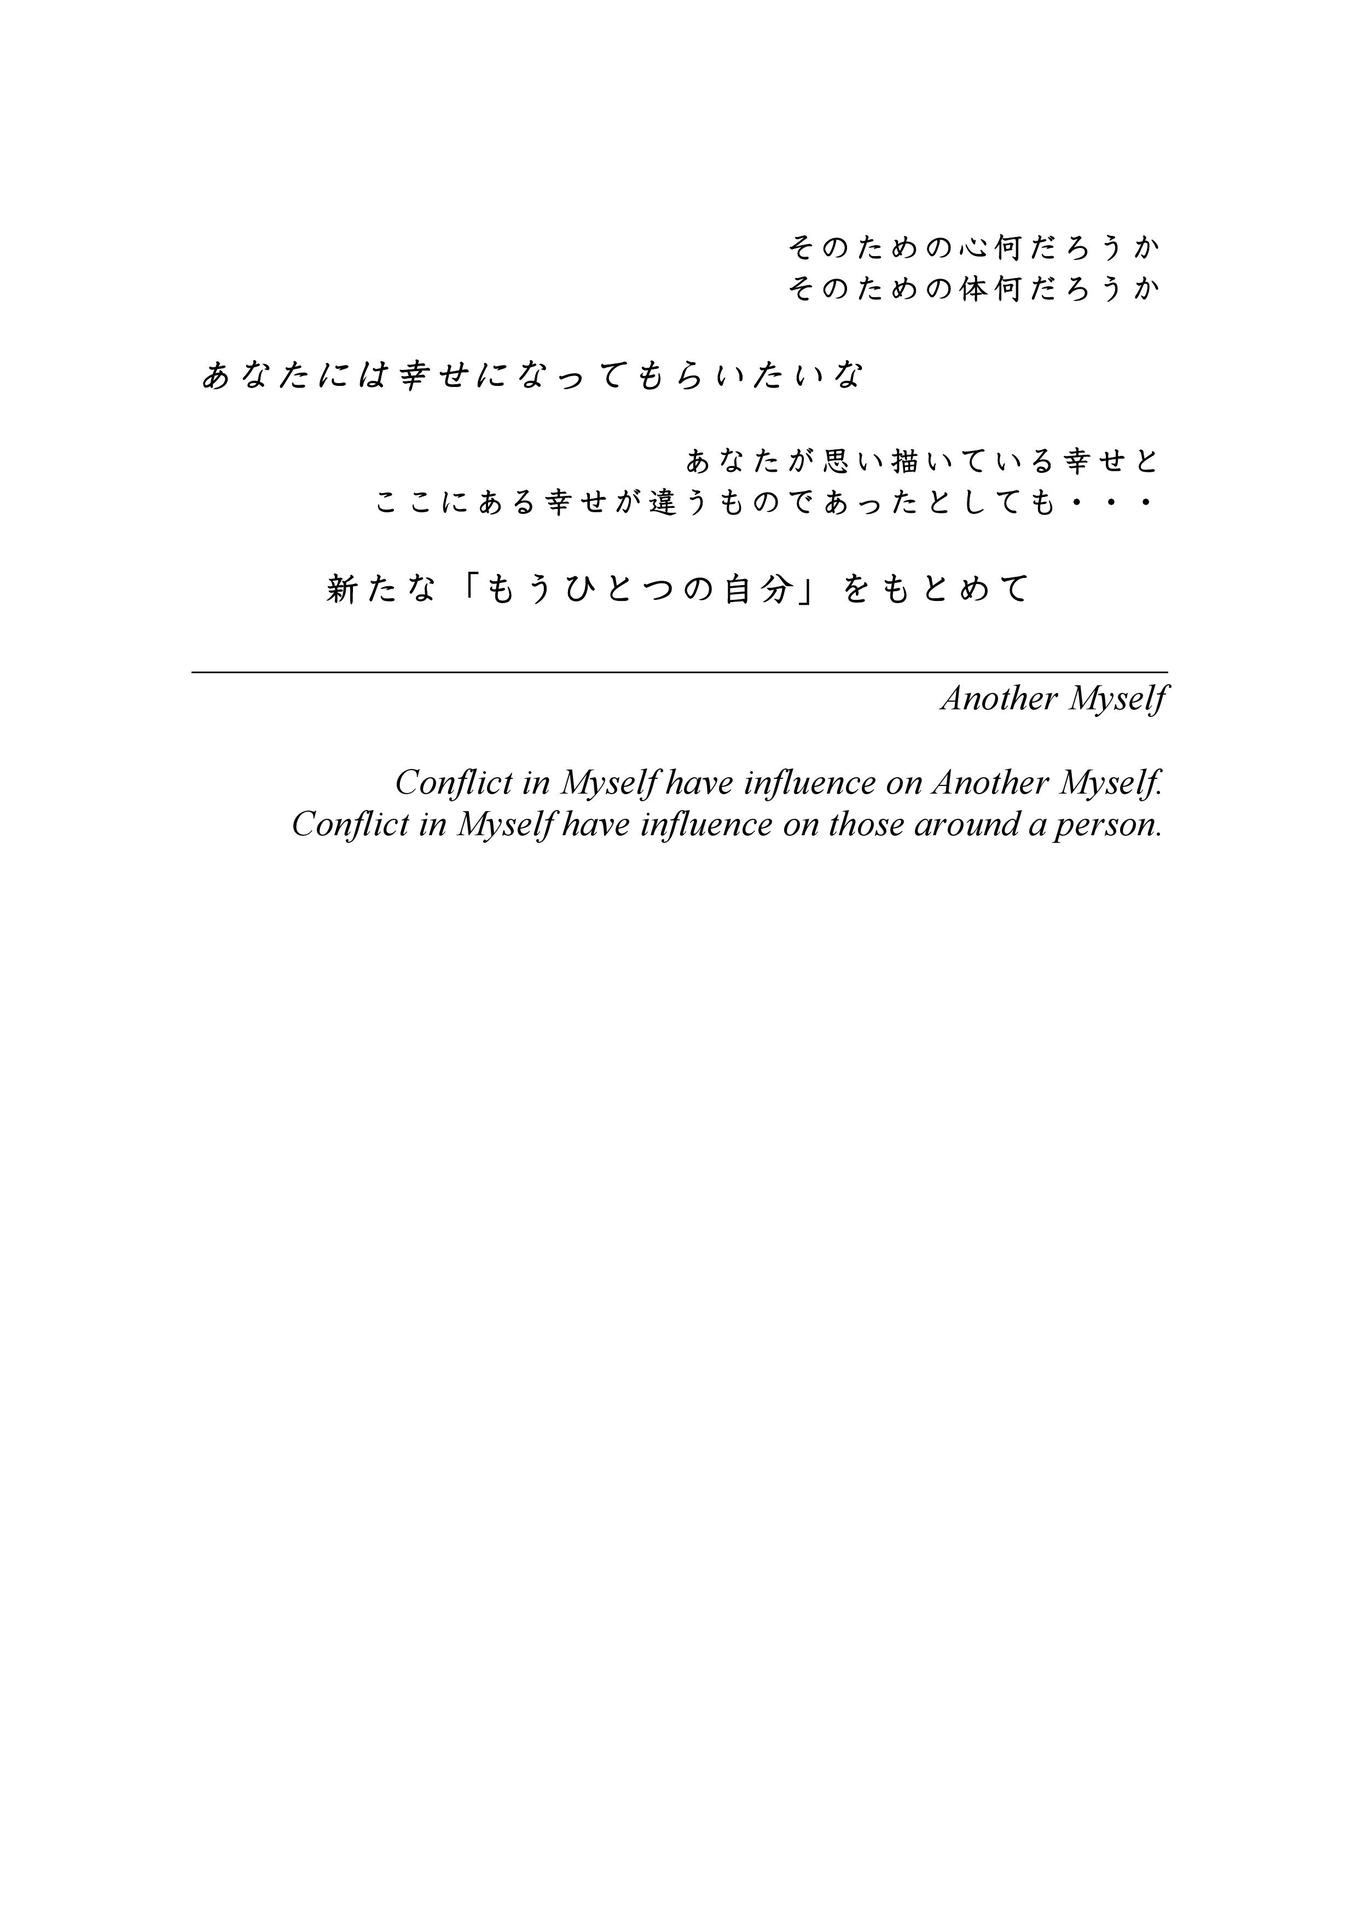 そのための心何だろうか
そのための体何だろうか
あなたには幸せになってもらいたいな
あなたが思い描いている幸せと
ここにある幸せが違うものであったとしても・・・
新たな「もうひとつの自分」をもとめて
Another Myself
Conflict in Myself have influence on Another Myself.
Conflict in Myself have influence on those around a person.